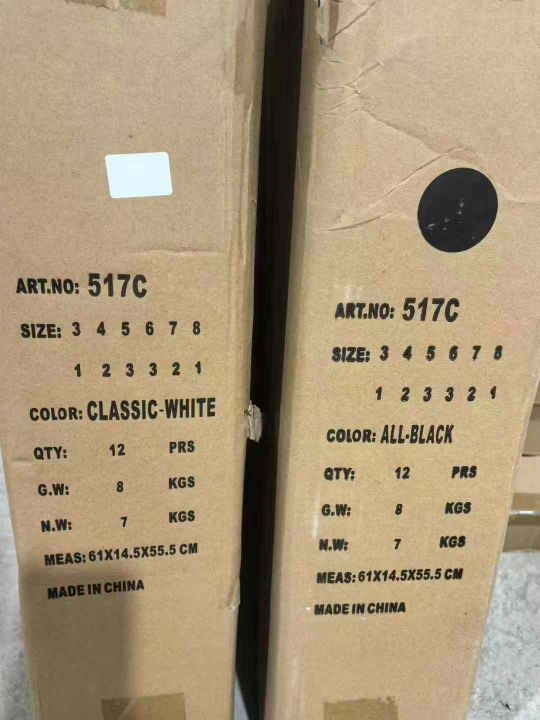 ART.NO: 517C
SIZE: 3 4 5 6 7 8
1 2 3 3 2 1
COLOR: CLASSIC-WHITE
QTY: 12 PRS
G.W: 8 KGS
N.W: 7 KGS
MEAS: 61X14.5X55.5 CM
MADE IN CHINA
ART.NO: 517C
SIZE: 3 4 5 6 7 8
1 2 3 3 2 1
COLOR: ALL-BLACK
QTY: 12 PRS
G.W: 8 KGS
N.W: 7 KGS
MEAS: 61X14.5X55.5 CM
MADE IN CHINA